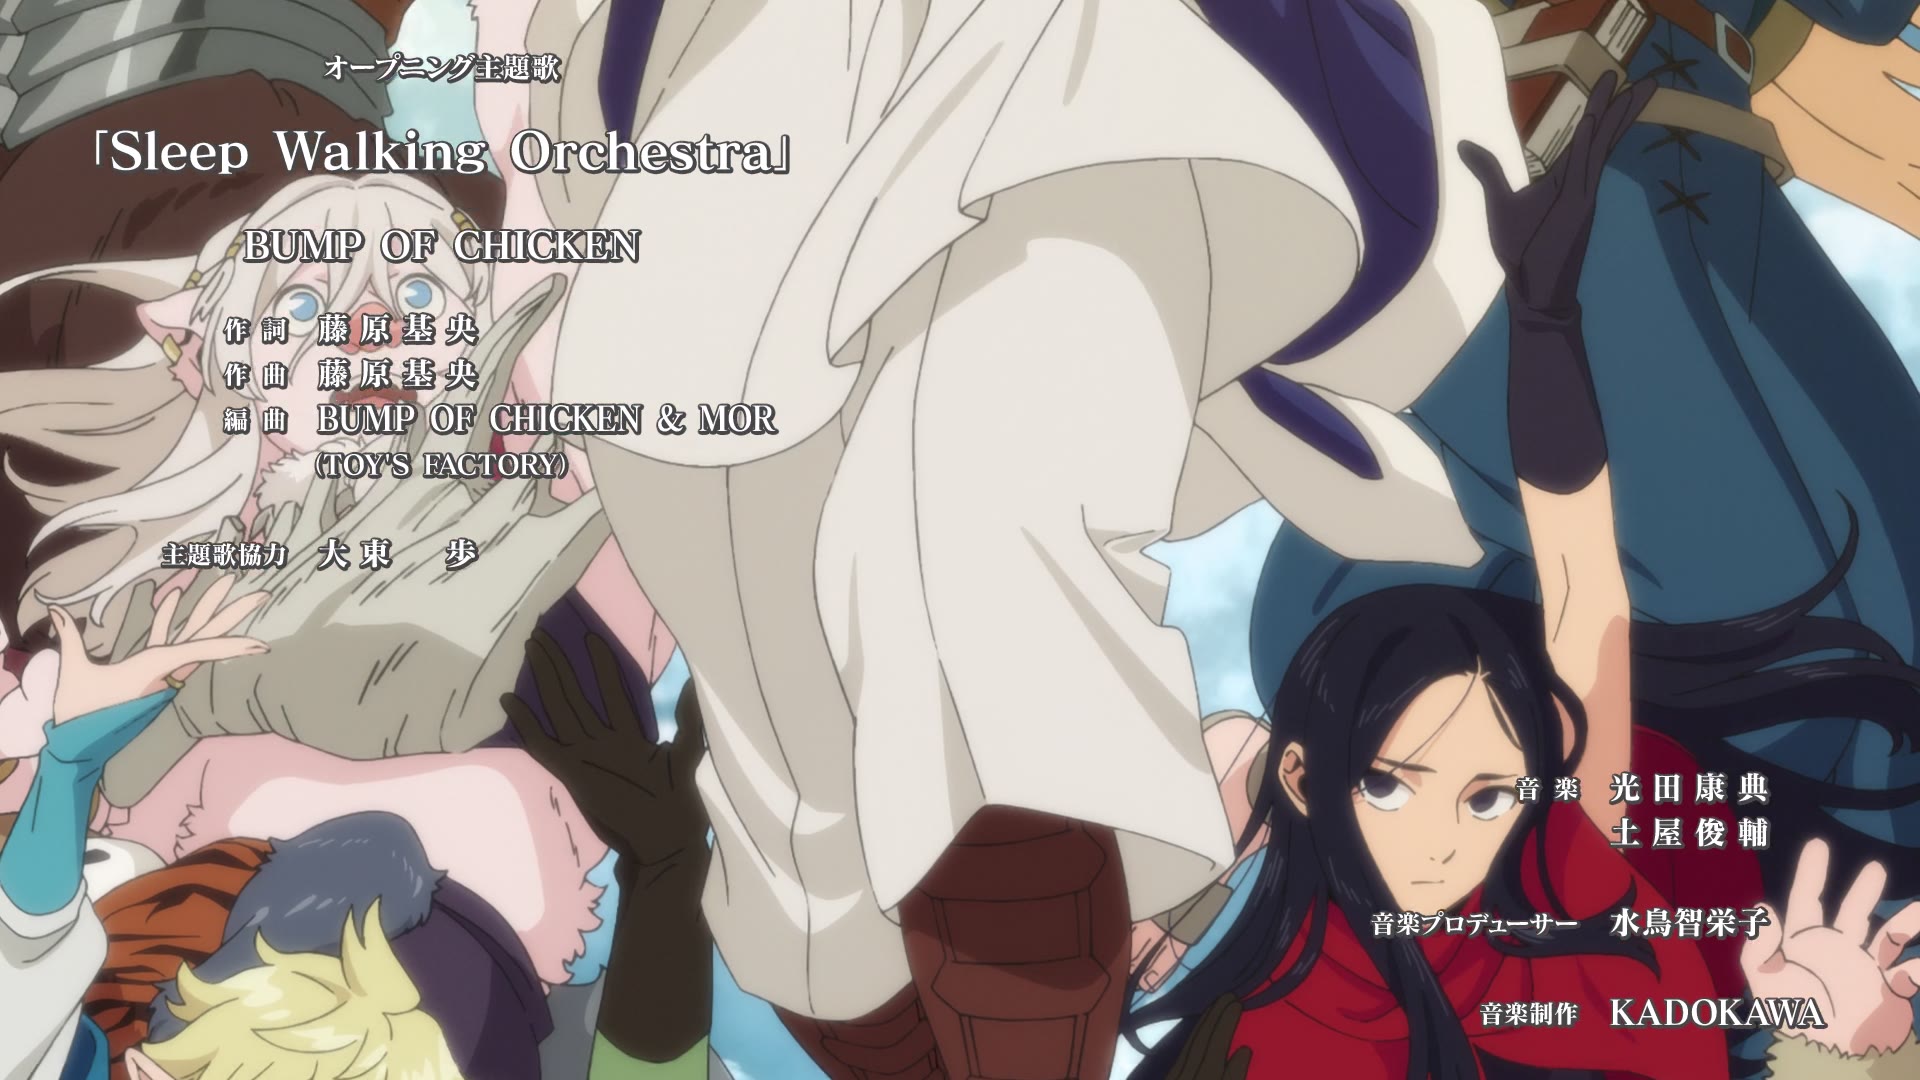 オープニング主題歌
「Sleep Walking Orchestra」
BUMP OF CHICKEN
作詞 藤原基央
作曲 藤原基央
編曲 BUMP OF CHICKEN & MOR
(TOY'S FACTORY)
主題歌協力 大東 歩
音楽 光田康典
土屋俊輔
音楽プロデューサー 水鳥智栄子
音楽制作 KADOKAWA